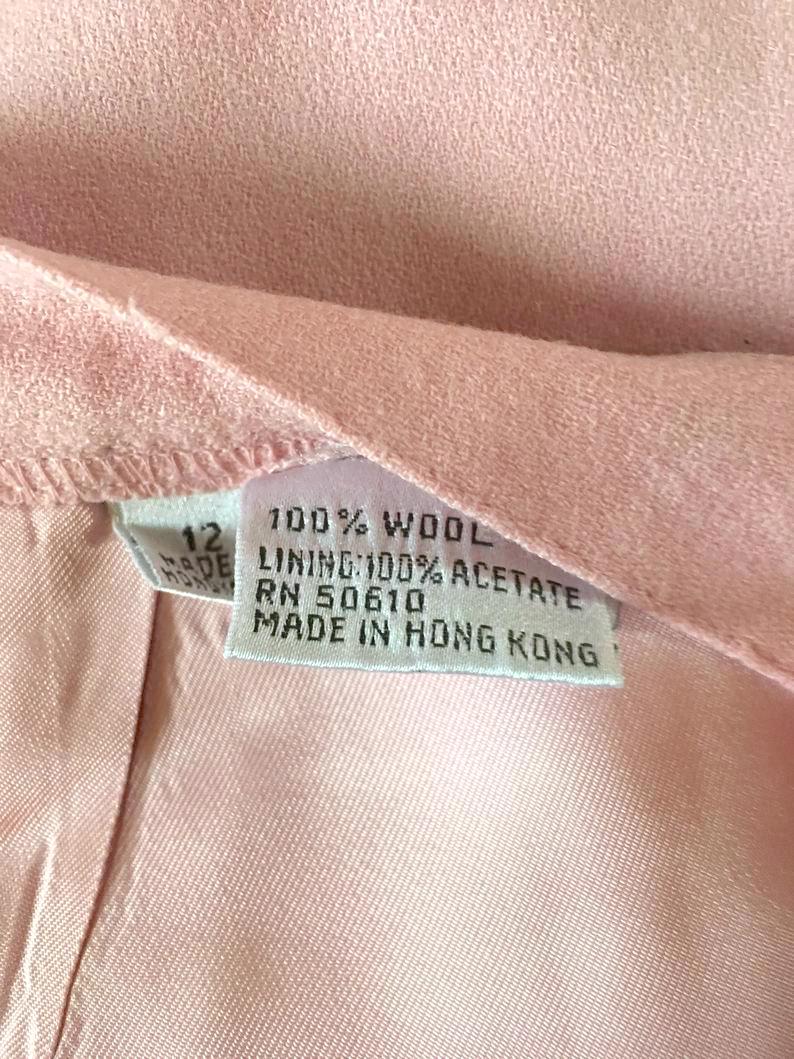 12
MADE
100% WOOL
LINING:100% ACETATE
RN 50610
MADE IN HONG KONG